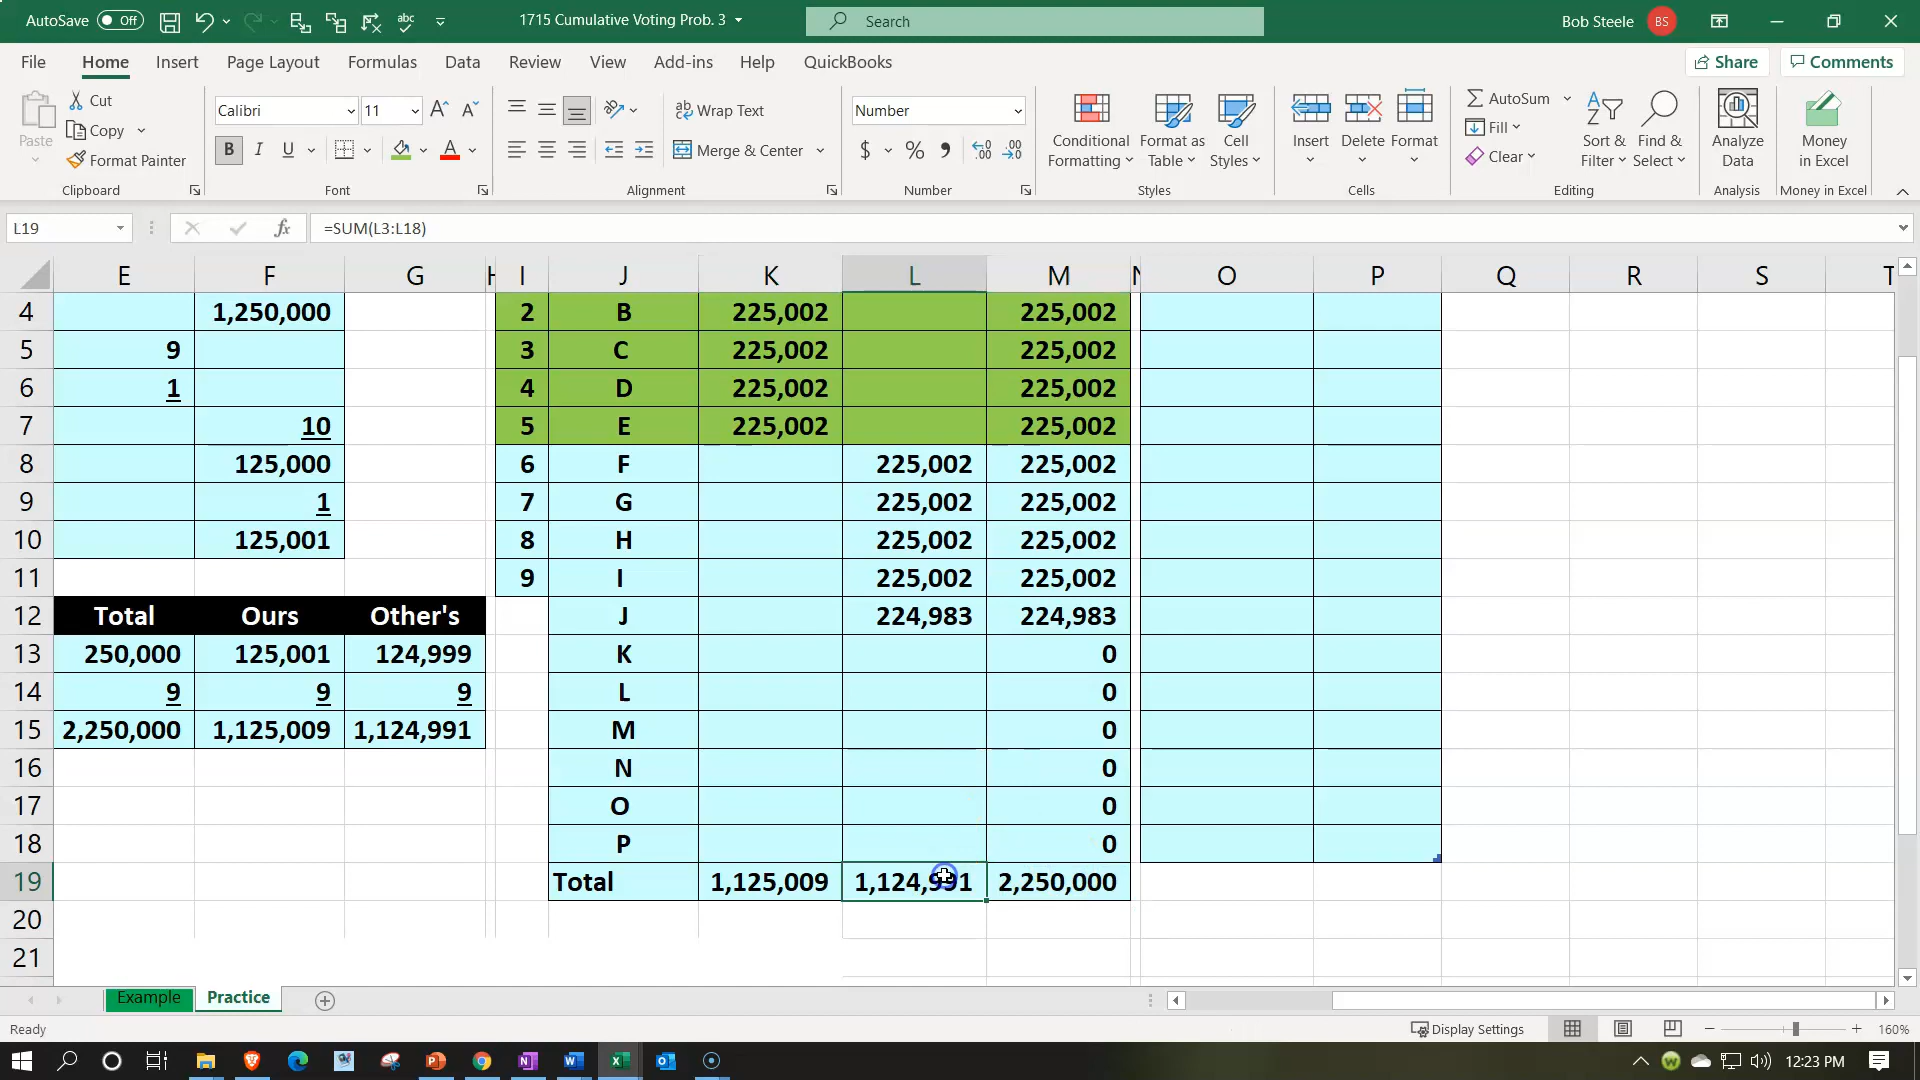 AutoSave Off 1715 Cumulative Voting Prob. 3 Search Bob Steele BS
File Home Insert Page Layout Formulas Data Review View Add-ins Help QuickBooks Share Comments
Paste Cut Copy Format Painter Clipboard
Calibri 11 A A B I U A Font
ab Wrap Text Merge & Center Alignment
Number $ % , Number
Conditional Formatting Format as Table Cell Styles Styles
Insert Delete Format Cells
AutoSum Fill Clear Sort & Filter Find & Select Editing
Analyze Data Analysis
Money in Excel Money in Excel
L19 fx =SUM(L3:L18)
E F G H I J K L M N O P Q R S T
4 1,250,000 2 B 225,002 225,002
5 9 3 C 225,002 225,002
6 1 4 D 225,002 225,002
7 10 5 E 225,002 225,002
8 125,000 6 F 225,002 225,002
9 1 7 G 225,002 225,002
10 125,001 8 H 225,002 225,002
11 9 I 225,002 225,002
12 Total Ours Other's J 224,983 224,983
13 250,000 125,001 124,999 K 0
14 9 9 9 L 0
15 2,250,000 1,125,009 1,124,991 M 0
16 N 0
17 O 0
18 P 0
19 Total 1,125,009 1,124,991 2,250,000
20
21
Example Practice
Ready Display Settings 160%
12:23 PM